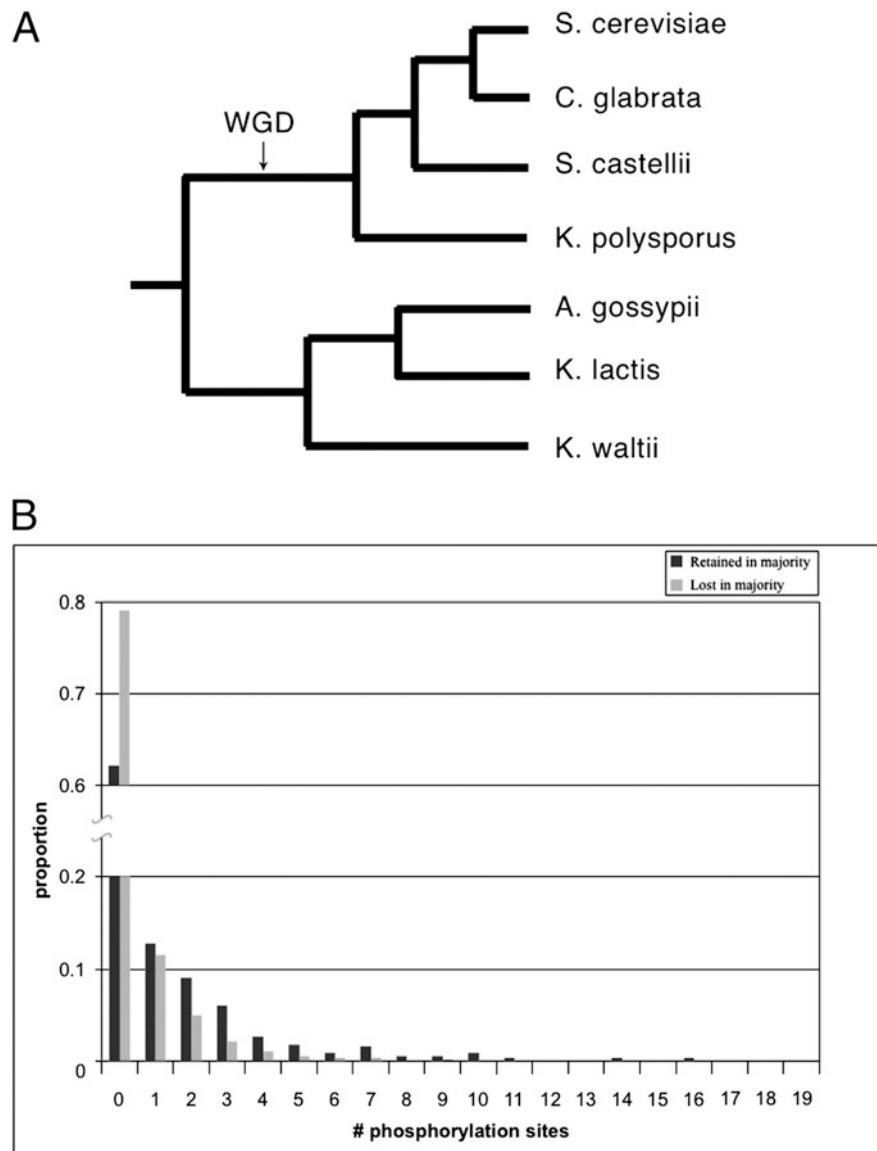 A
WGD
S. cerevisiae
C. glabrata
S. castellii
K. polysporus
A. gossypii
K. lactis
K. waltii
B
Retained in majority
Lost in majority
0.8
0.7
0.6
0.2
0.1
0
proportion
0 1 2 3 4 5 6 7 8 9 10 11 12 13 14 15 16 17 18 19
# phosphorylation sites